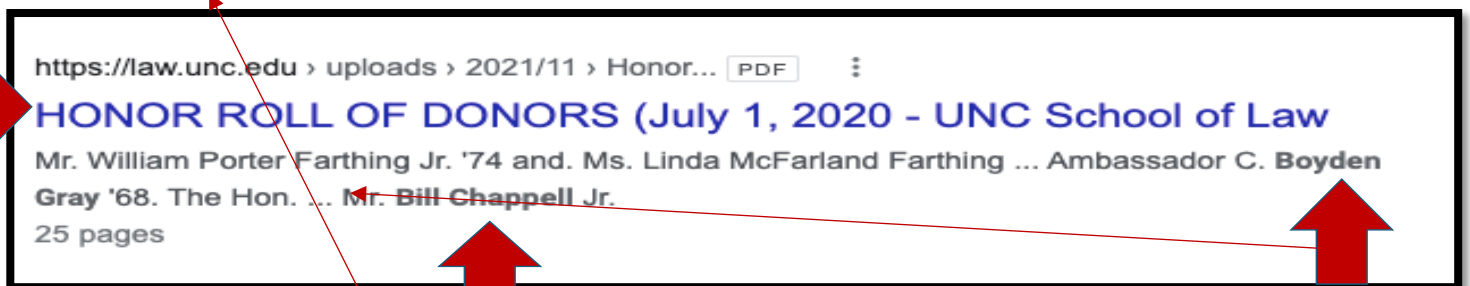 https://law.unc.edu › uploads › 2021/11 › Honor... PDF
HONOR ROLL OF DONORS (July 1, 2020 - UNC School of Law
Mr. William Porter Farthing Jr. '74 and. Ms. Linda McFarland Farthing ... Ambassador C. Boyden
Gray '68. The Hon. ... Mr. Bill Chappell Jr.
25 pages